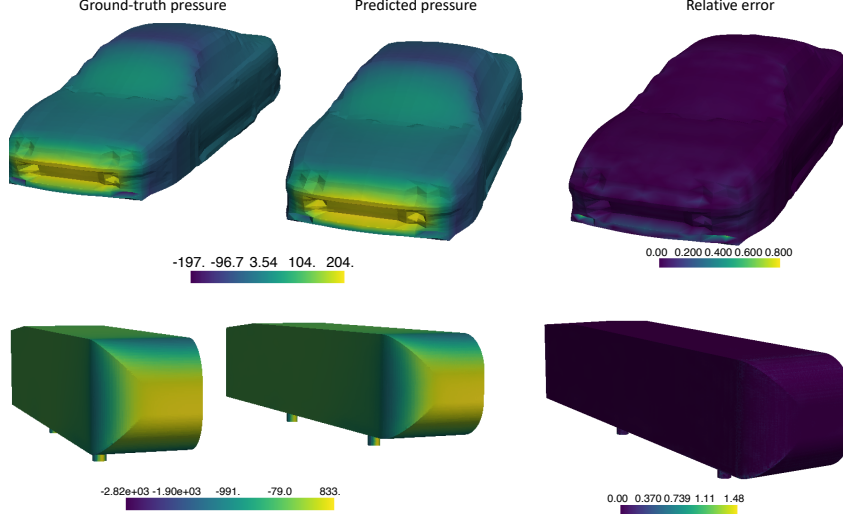 Ground-truth pressure
Predicted pressure
Relative error
-197. -96.7 3.54 104. 204.
0.00 0.200 0.400 0.600 0.800
-2.82e+03 -1.90e+03 -991. -79.0 833.
0.00 0.370 0.739 1.11 1.48